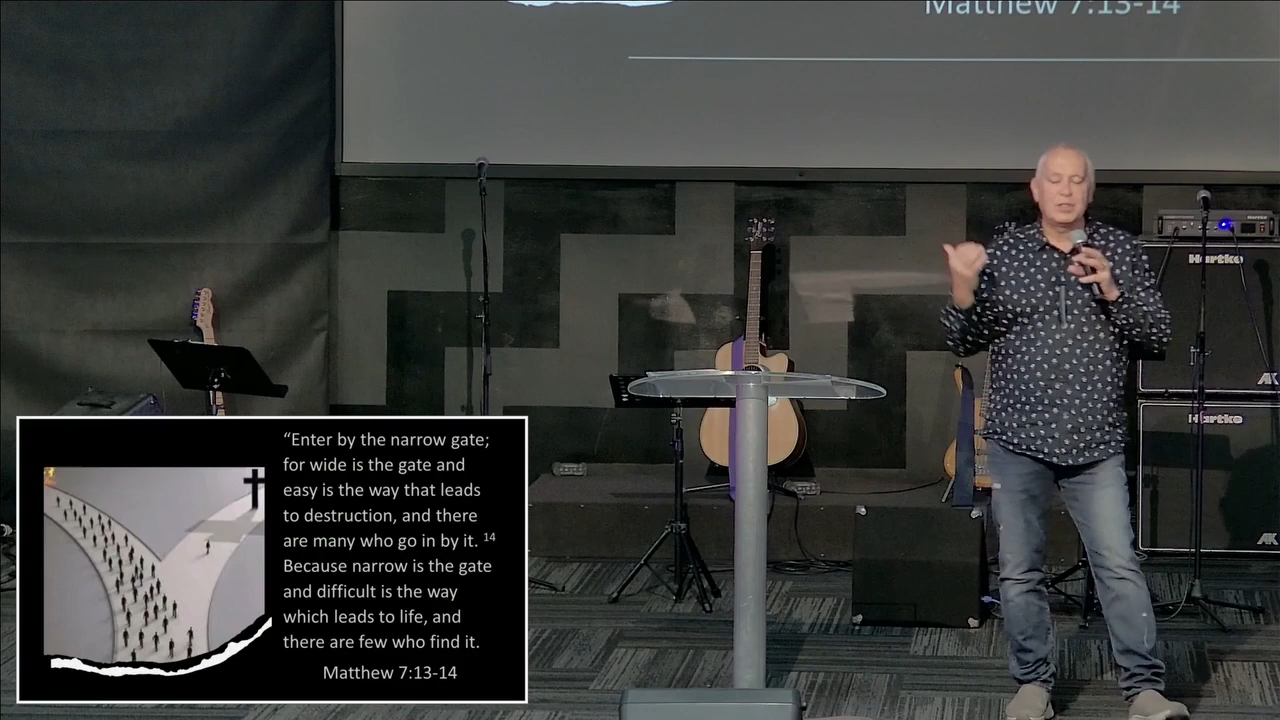 Matthew 7:13-14
Hartke
Hartke
AK
Hartke
AK
“Enter by the narrow gate;
for wide is the gate and
easy is the way that leads
to destruction, and there
are many who go in by it. 14
Because narrow is the gate
and difficult is the way
which leads to life, and
there are few who find it.
Matthew 7:13-14